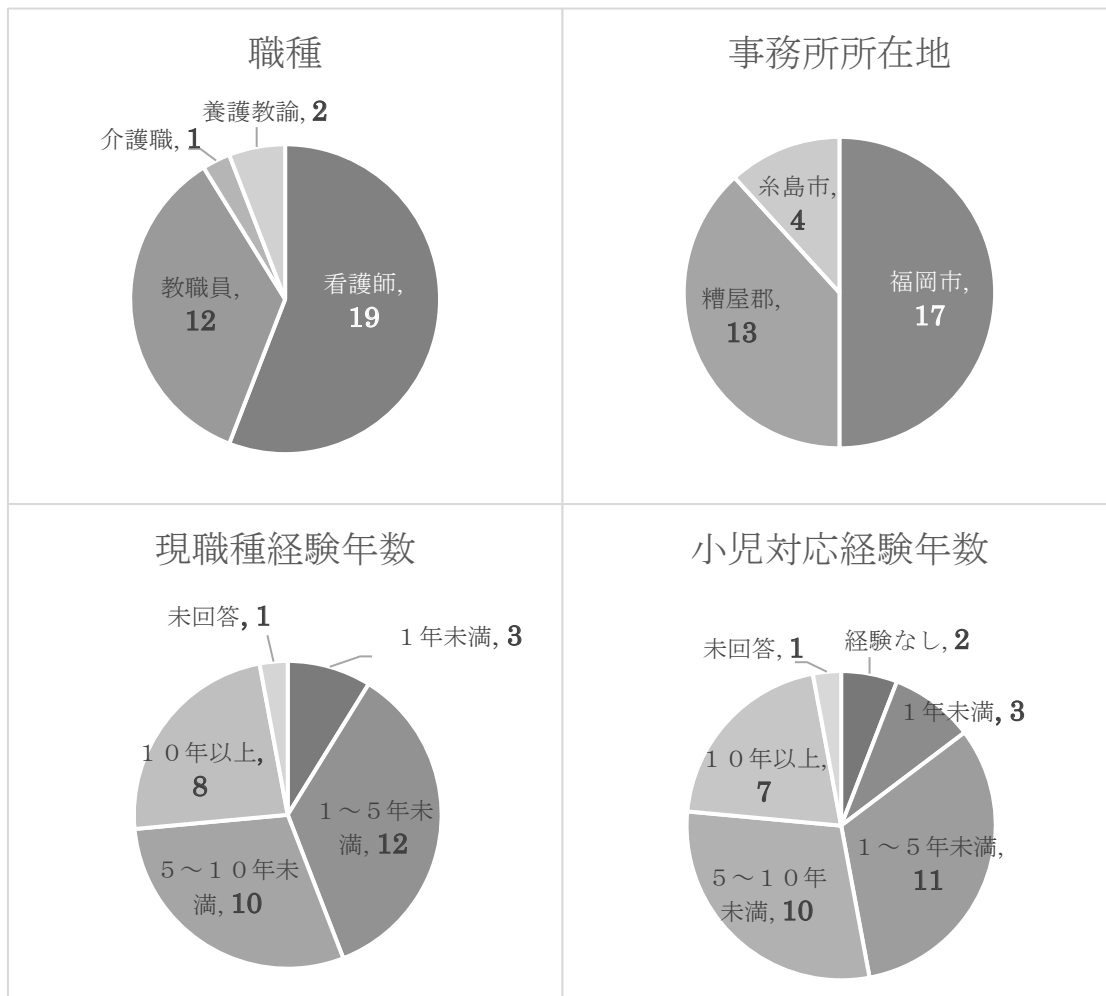 職種
養護教諭, 2
介護職, 1
教職員,
12
看護師,
19
事務所所在地
糸島市,
4
糟屋郡,
13
福岡市,
17
現職種経験年数
未回答, 1
１年未満, 3
１０年以上,
8
１～５年未
満, 12
５～１０年未
満, 10
小児対応経験年数
未回答, 1
経験なし, 2
１年未満, 3
１０年以上,
7
１～５年未満,
11
５～１０年
未満, 10